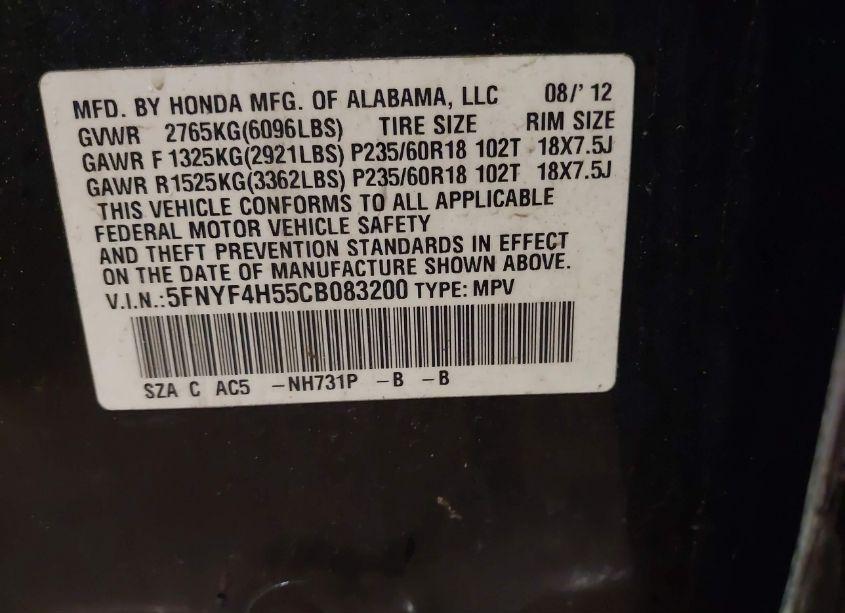 MFD. BY HONDA MFG. OF ALABAMA, LLC 08/'12
GVWR 2765KG(6096LBS) TIRE SIZE RIM SIZE
GAWR F 1325KG(2921LBS) P235/60R18 102T 18X7.5J
GAWR R1525KG(3362LBS) P235/60R18 102T 18X7.5J
THIS VEHICLE CONFORMS TO ALL APPLICABLE
FEDERAL MOTOR VEHICLE SAFETY
AND THEFT PREVENTION STANDARDS IN EFFECT
ON THE DATE OF MANUFACTURE SHOWN ABOVE.
V.I.N.:5FNYF4H55CB083200 TYPE: MPV
SZA C AC5 -NH731P -B -B